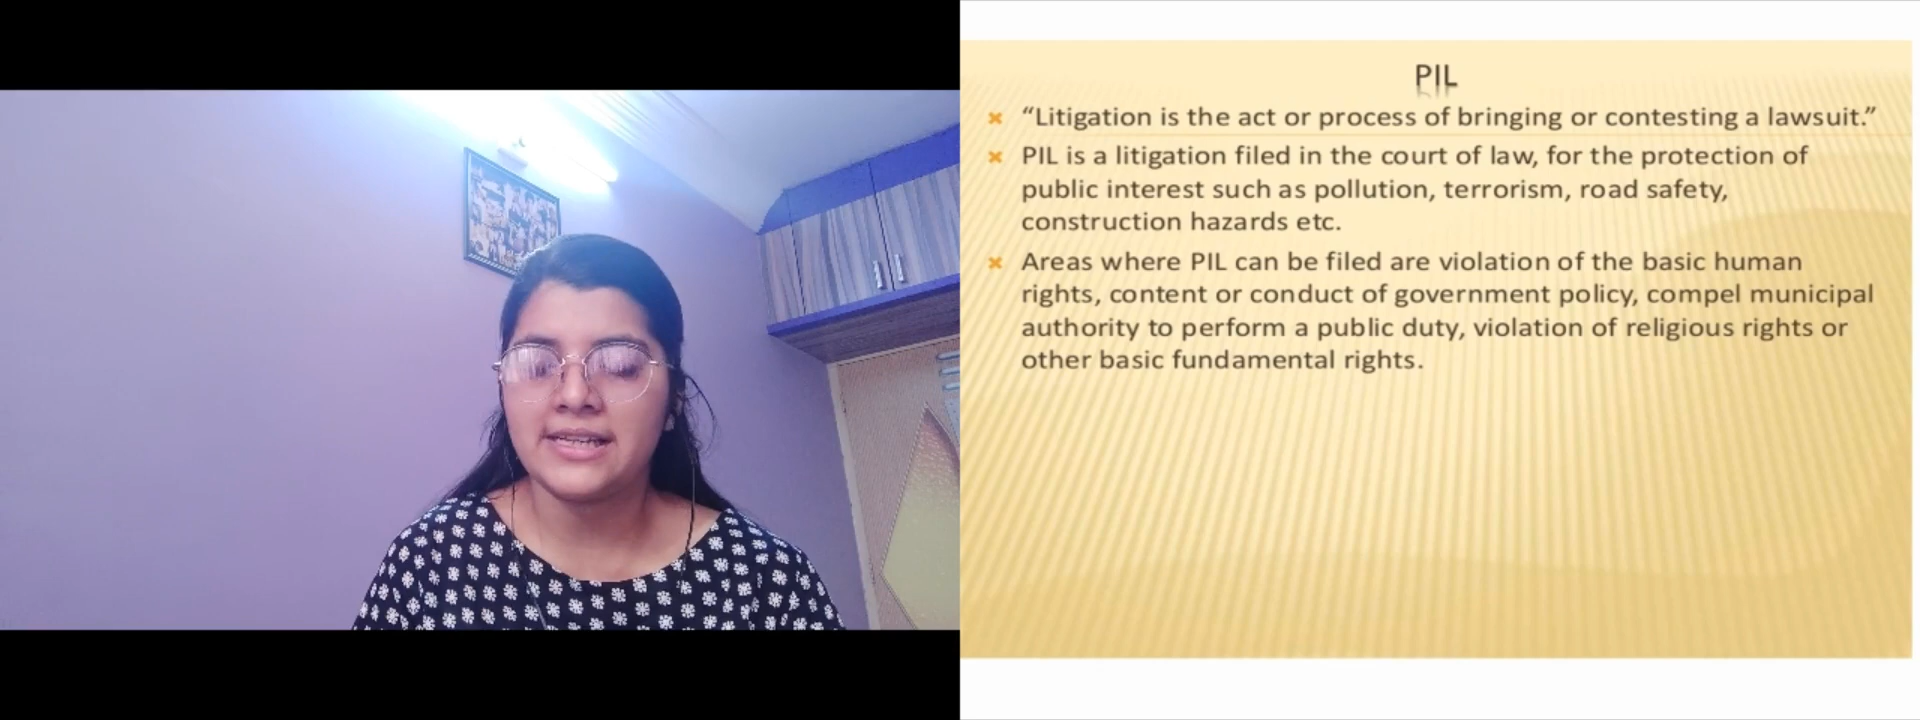 PIL
“Litigation is the act or process of bringing or contesting a lawsuit.”
PIL is a litigation filed in the court of law, for the protection of
public interest such as pollution, terrorism, road safety,
construction hazards etc.
Areas where PIL can be filed are violation of the basic human
rights, content or conduct of government policy, compel municipal
authority to perform a public duty, violation of religious rights or
other basic fundamental rights.